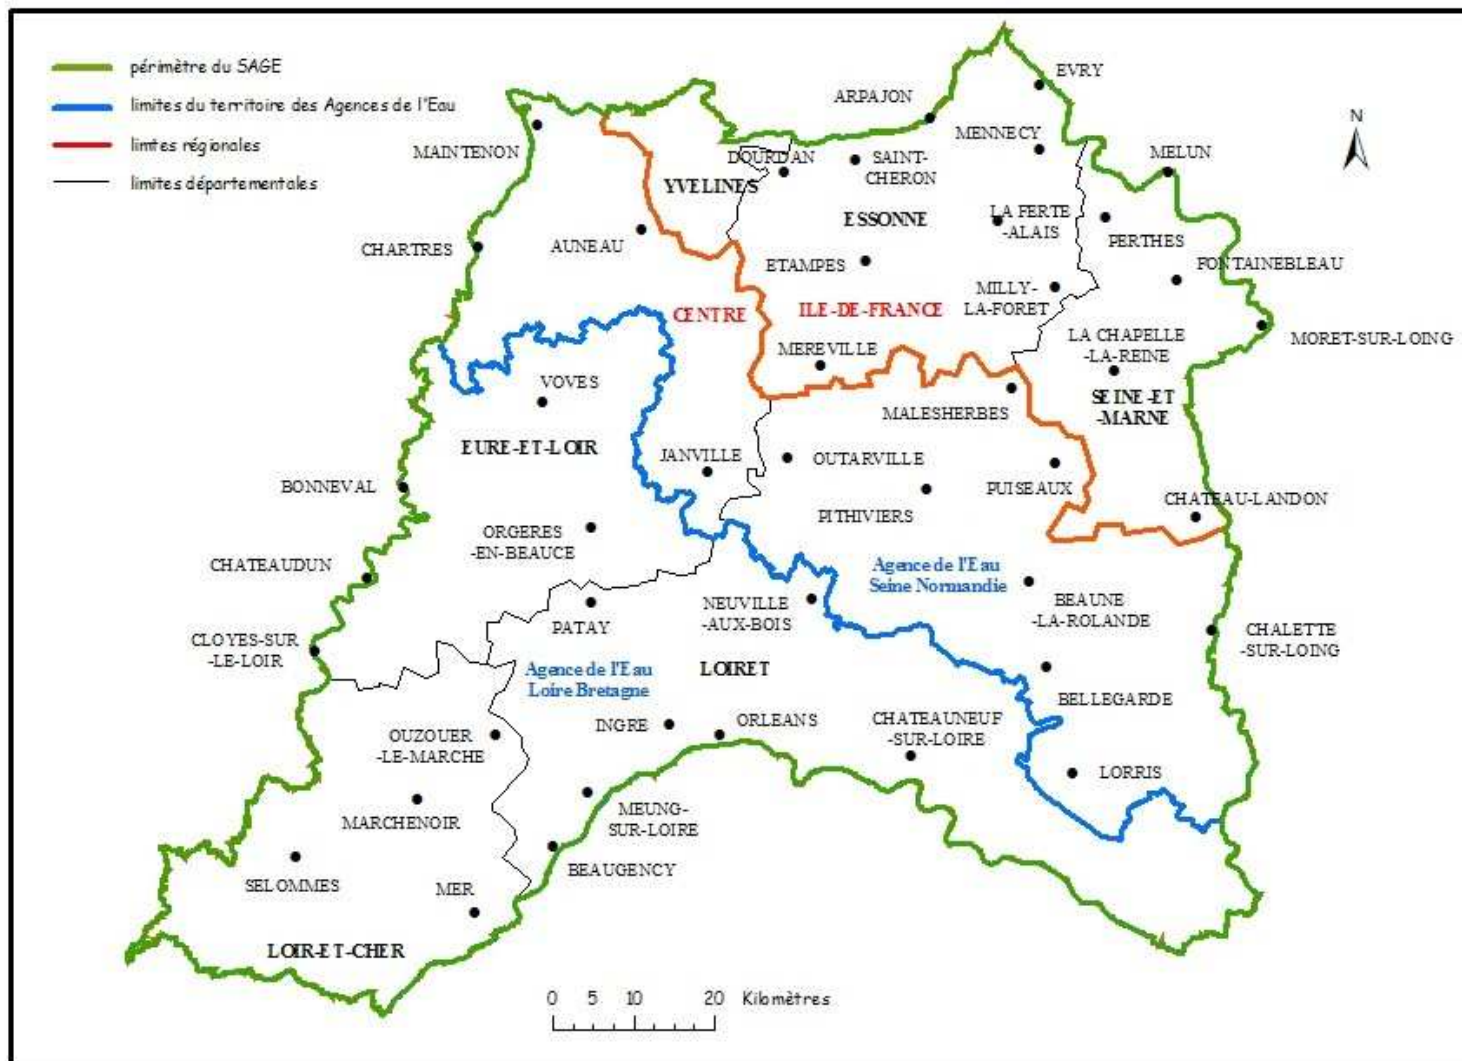 périmètre du SAGE
limites du territoire des Agences de l'Eau
limtes régionales
limites départementales
N
EVRY
ARPAJON
MENNECY
MAINTENON
DOURDAN
SAINT-
CHERON
MELUN
YVELINES
ESSONNE
LA FERTE
-ALAIS
PERTHES
CHARTRES
AUNEAU
ETAMPES
FONTAINEBLEAU
MILLY-
LA-FORET
CENTRE
ILE-DE-FRANCE
MEREVILLE
LA CHAPELLE
-LA-REINE
MORET-SUR-LOING
VOVES
MALESHERBES
SEINE-ET
-MARNE
EURE-ET-LOIR
JANVILLE
OUTARVILLE
PUISEAUX
BONNEVAL
PITHIVIERS
CHATEAU-LANDON
ORGERES
-EN-BEAUCE
CHATEAUDUN
Agence de l'Eau
Seine Normandie
NEUVILLE
-AUX-BOIS
BEAUNE
-LA-ROLANDE
PATAY
CLOYES-SUR
-LE-LOIR
CHALETTE
-SUR-LOING
Agence de l'Eau
Loire Bretagne
LOIRET
BELLEGARDE
INGRE
ORLEANS
CHATEAUNEUF
-SUR-LOIRE
OUZOUER
-LE-MARCHE
LORRIS
MARCHENOIR
MEUNG-
SUR-LOIRE
BEAUGENCY
SELOMMES
MER
LOIR-ET-CHER
0 5 10 20 Kilomètres